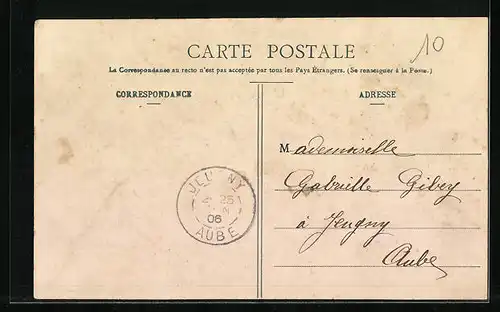 CARTE POSTALE
10
La Correspondance au recto n'est pas acceptée par tous les Pays Étrangers. (Se renseigner à la Poste.)
CORRESPONDANCE
ADRESSE
Mademoiselle
Gabrielle
à Jeugny
Aube
JEUGNY
25
06
AUBE